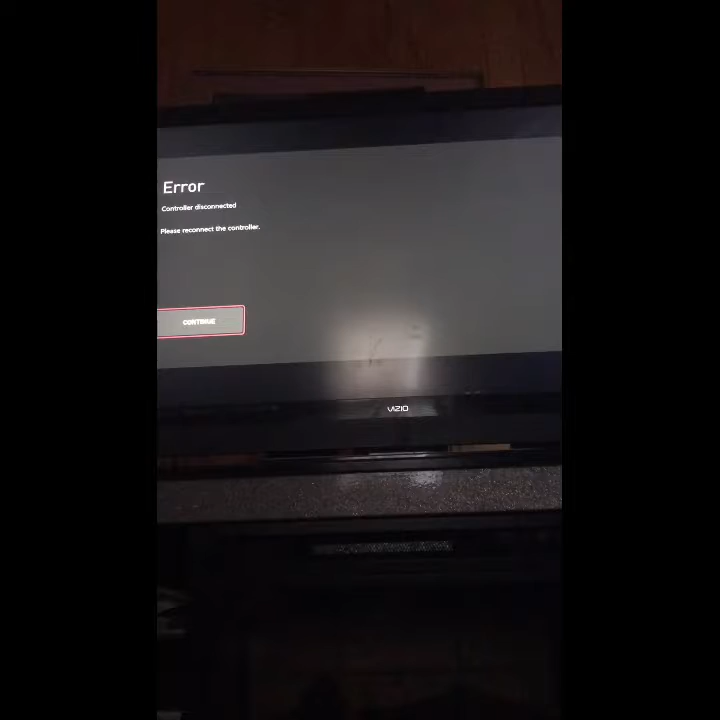 Error
Controller disconnected
Please reconnect the controller.
CONTINUE
VIZIO